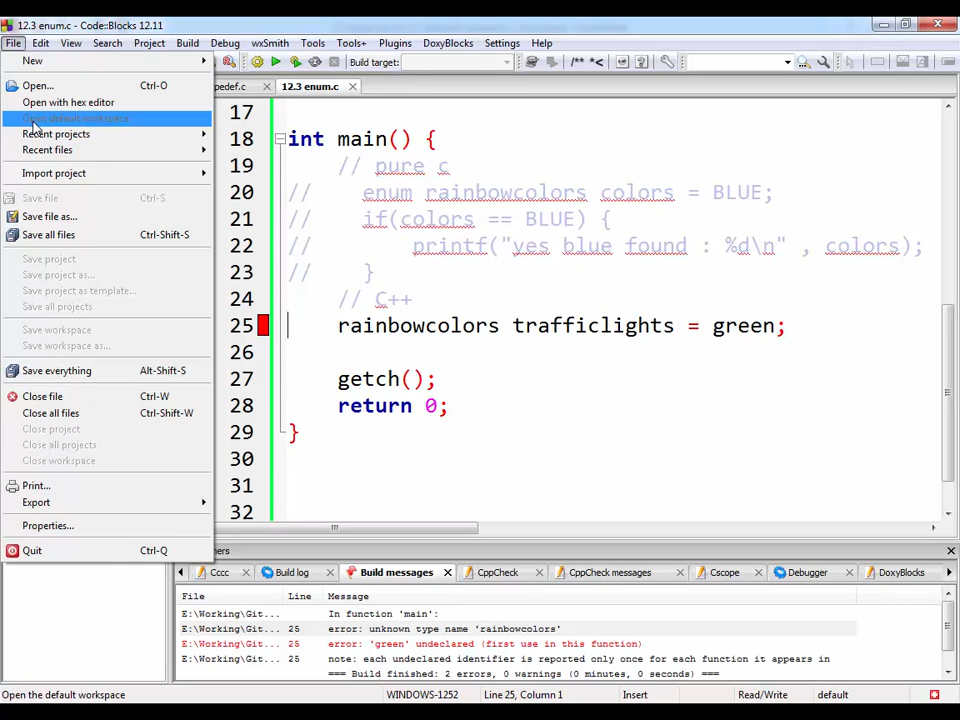 12.3 enum.c - Code::Blocks 12.11
File Edit View Search Project Build Debug wxSmith Tools Tools+ Plugins DoxyBlocks Settings Help
Build target: /** *<
pedef.c 12.3 enum.c
New
Open... Ctrl-O
Open with hex editor
Open default workspace
Recent projects
Recent files
Import project
Save file Ctrl-S
Save file as...
Save all files Ctrl-Shift-S
Save project
Save project as...
Save project as template...
Save all projects
Save workspace
Save workspace as...
Save everything Alt-Shift-S
Close file Ctrl-W
Close all files Ctrl-Shift-W
Close project
Close all projects
Close workspace
Print...
Export
Properties...
Quit Ctrl-Q
17
18 int main() {
19 // pure c
20 // enum rainbowcolors colors = BLUE;
21 // if(colors == BLUE) {
22 // printf("yes blue found : %d\n" , colors);
23 // }
24 // C++
25 rainbowcolors trafficlights = green;
26
27 getch();
28 return 0;
29 }
30
31
32
hers
Cccc Build log Build messages CppCheck CppCheck messages Cscope Debugger DoxyBlocks
File Line Message
E:\Working\Git... In function 'main':
E:\Working\Git... 25 error: unknown type name 'rainbowcolors'
E:\Working\Git... 25 error: 'green' undeclared (first use in this function)
E:\Working\Git... 25 note: each undeclared identifier is reported only once for each function it appears in
=== Build finished: 2 errors, 0 warnings (0 minutes, 0 seconds) ===
Open the default workspace WINDOWS-1252 Line 25, Column 1 Insert Read/Write default